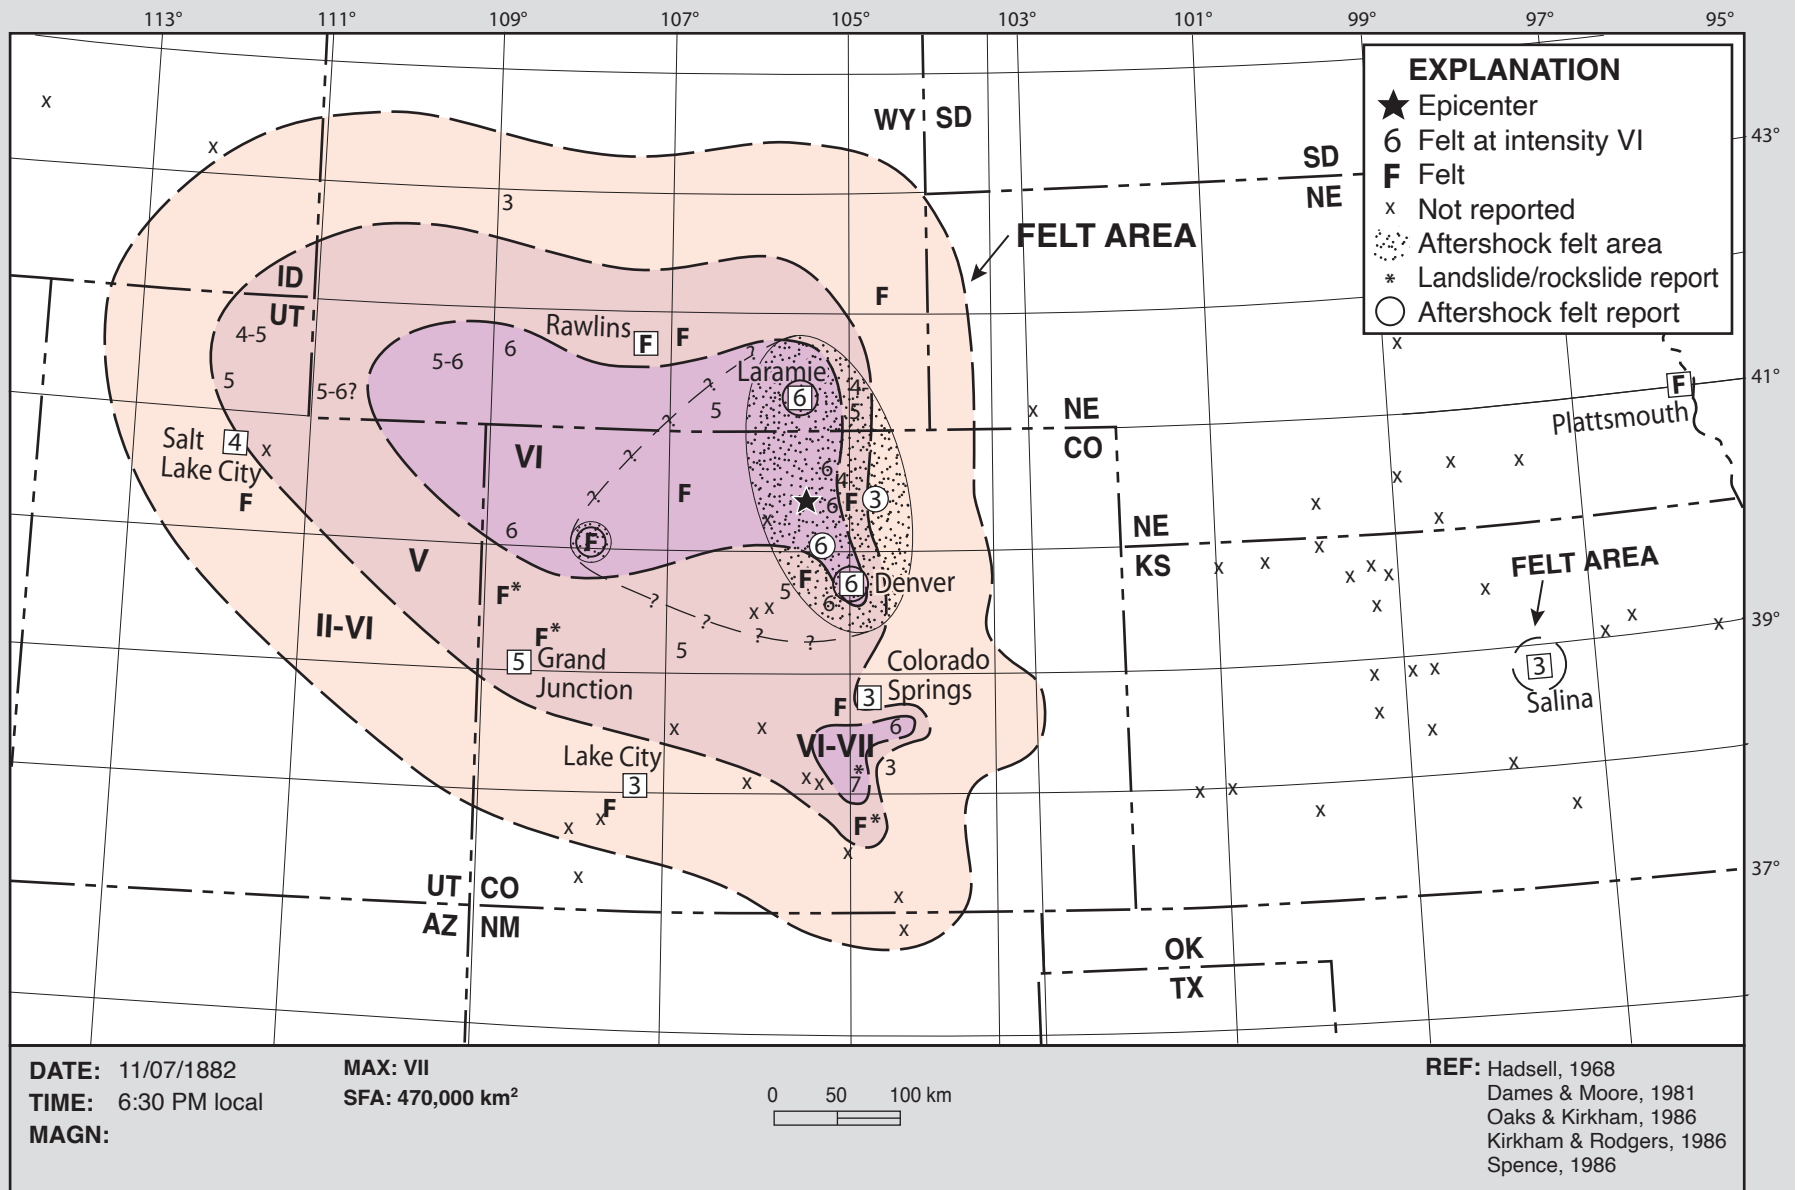 113° 111° 109° 107° 105° 103° 101° 99° 97° 95°
EXPLANATION
Epicenter
6 Felt at intensity VI
F Felt
x Not reported
Aftershock felt area
* Landslide/rockslide report
Aftershock felt report
43°
41°
39°
37°
x
x
WY SD
SD
NE
3
FELT AREA
ID
UT
F
4-5
Rawlins F F
5-6 6
?
Laramie
6
5
5-6?
?
5
4-
5
x
x
NE
CO
F
Plattsmouth
Salt
Lake City
4
x
F
VI
?
?
?
F
6
4
6
F
3
x
x
x
x
x
x
NE
KS
6
F
6
V
F*
F
6
Denver
5
6
x x
?
?
?
?
x
x
x
x
x
x
x
x
FELT AREA
x
x
x
II-VI
F*
5
Grand
Junction
5
Colorado
Springs
3
F
x
x
x
3
Salina
x
x
x
x
VI-VII
6
*
7
3
x
x
x
x
Lake City
3
F
x
x
F*
x
x
x
x
x
x
x
x
UT CO
AZ NM
OK
TX
DATE: 11/07/1882
TIME: 6:30 PM local
MAGN:
MAX: VII
SFA: 470,000 km²
0 50 100 km
REF: Hadsell, 1968
Dames & Moore, 1981
Oaks & Kirkham, 1986
Kirkham & Rodgers, 1986
Spence, 1986